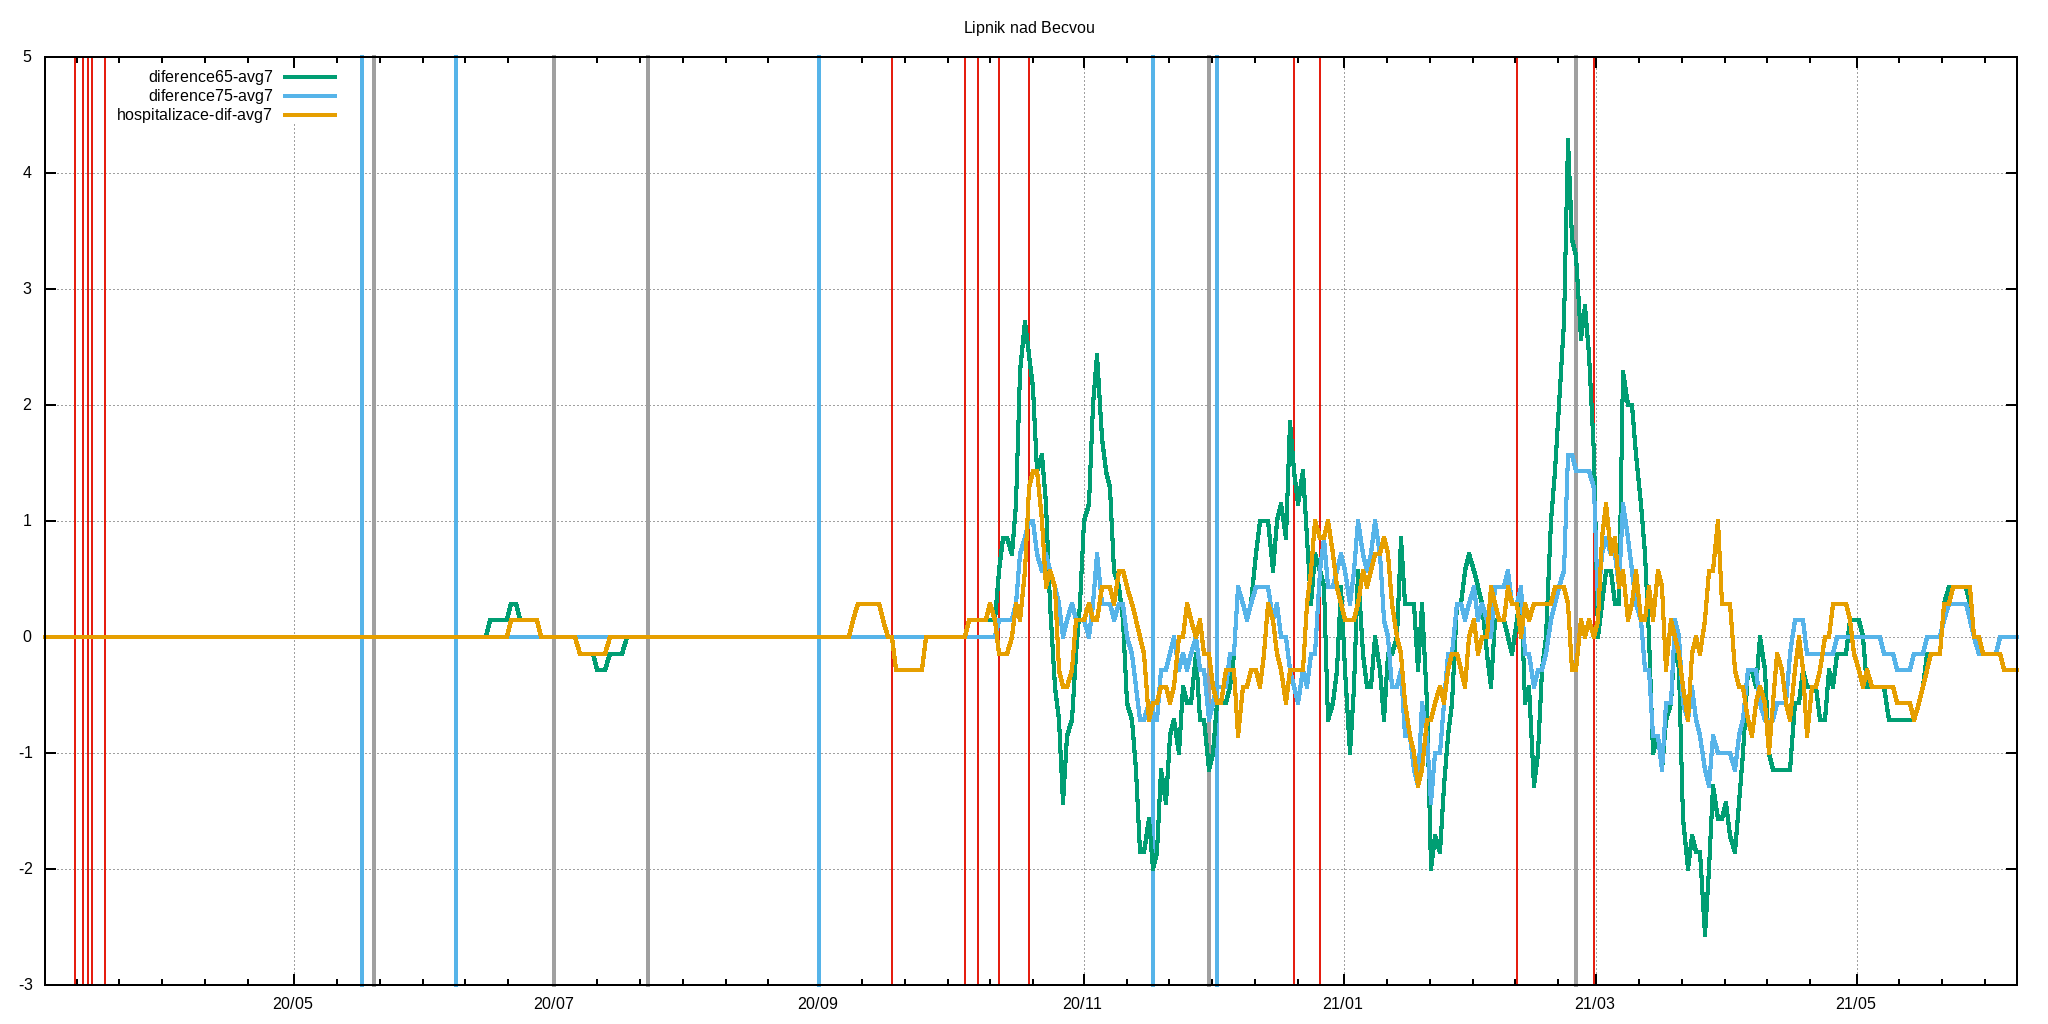 Lipnik nad Becvou
diference65-avg7
diference75-avg7
hospitalizace-dif-avg7
5
4
3
2
1
0
-1
-2
-3
20/05 20/07 20/09 20/11 21/01 21/03 21/05